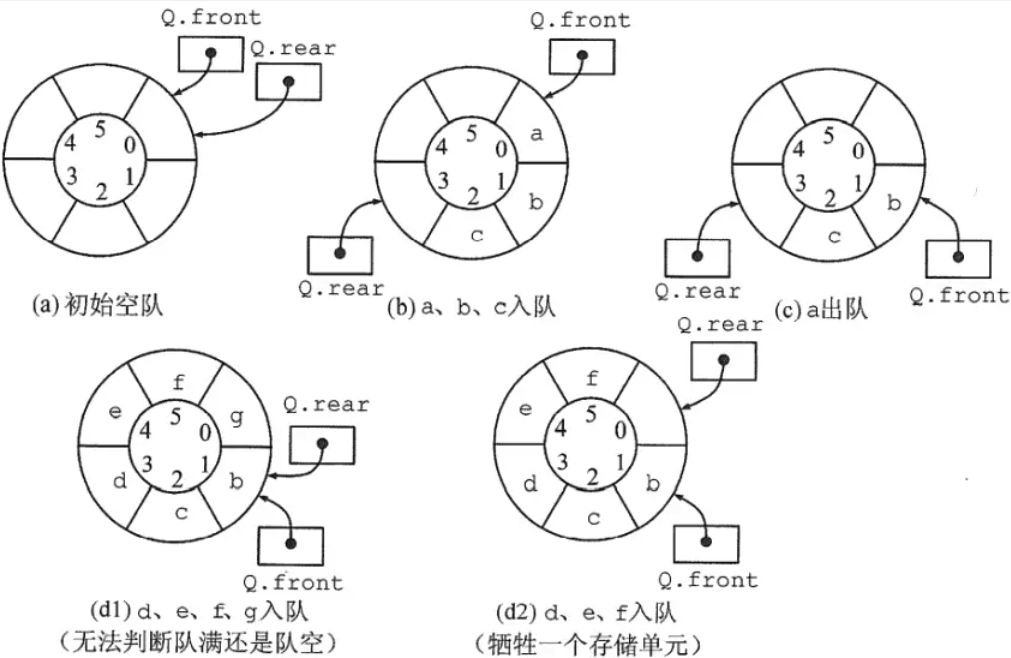 Q.front
Q.rear
5
4 0
3 1
2
(a) 初始空队
Q.front
5 a
4 0
3 1
2 b
c
Q.rear
(b) a、b、c入队
5
4 0
3 1
2 b
c
Q.rear
Q.front
(c) a出队
f
e 5 g
4 0
3 1
d 2 b
c
Q.rear
Q.front
(d1) d、e、f、g入队
(无法判断队满还是队空)
Q.rear
f
e 5
4 0
3 1
d 2 b
c
Q.front
(d2) d、e、f入队
(牺牲一个存储单元)